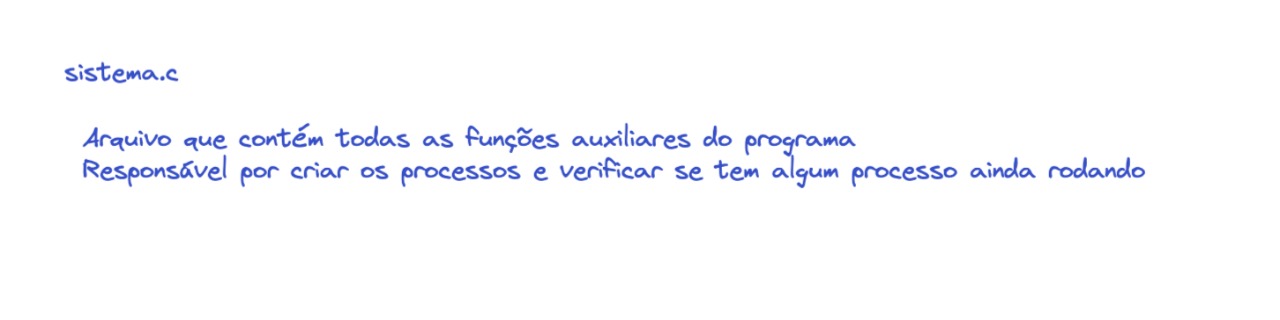 sistema.c
Arquivo que contém todas as funções auxiliares do programa
Responsável por criar os processos e verificar se tem algum processo ainda rodando